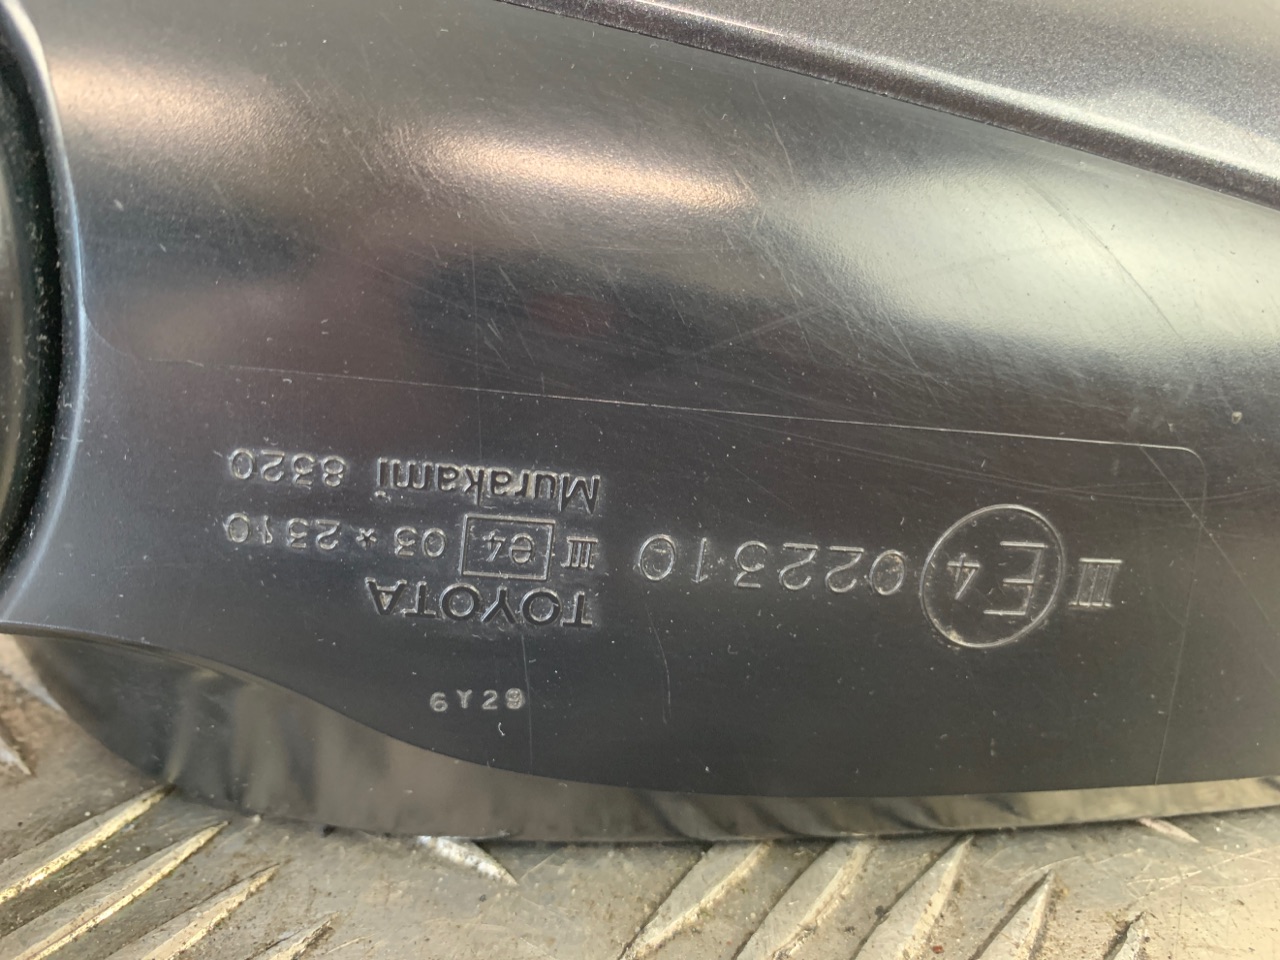 III E4 022310
TOYOTA
III e4 03*2310
Murakami 8320
6Y29